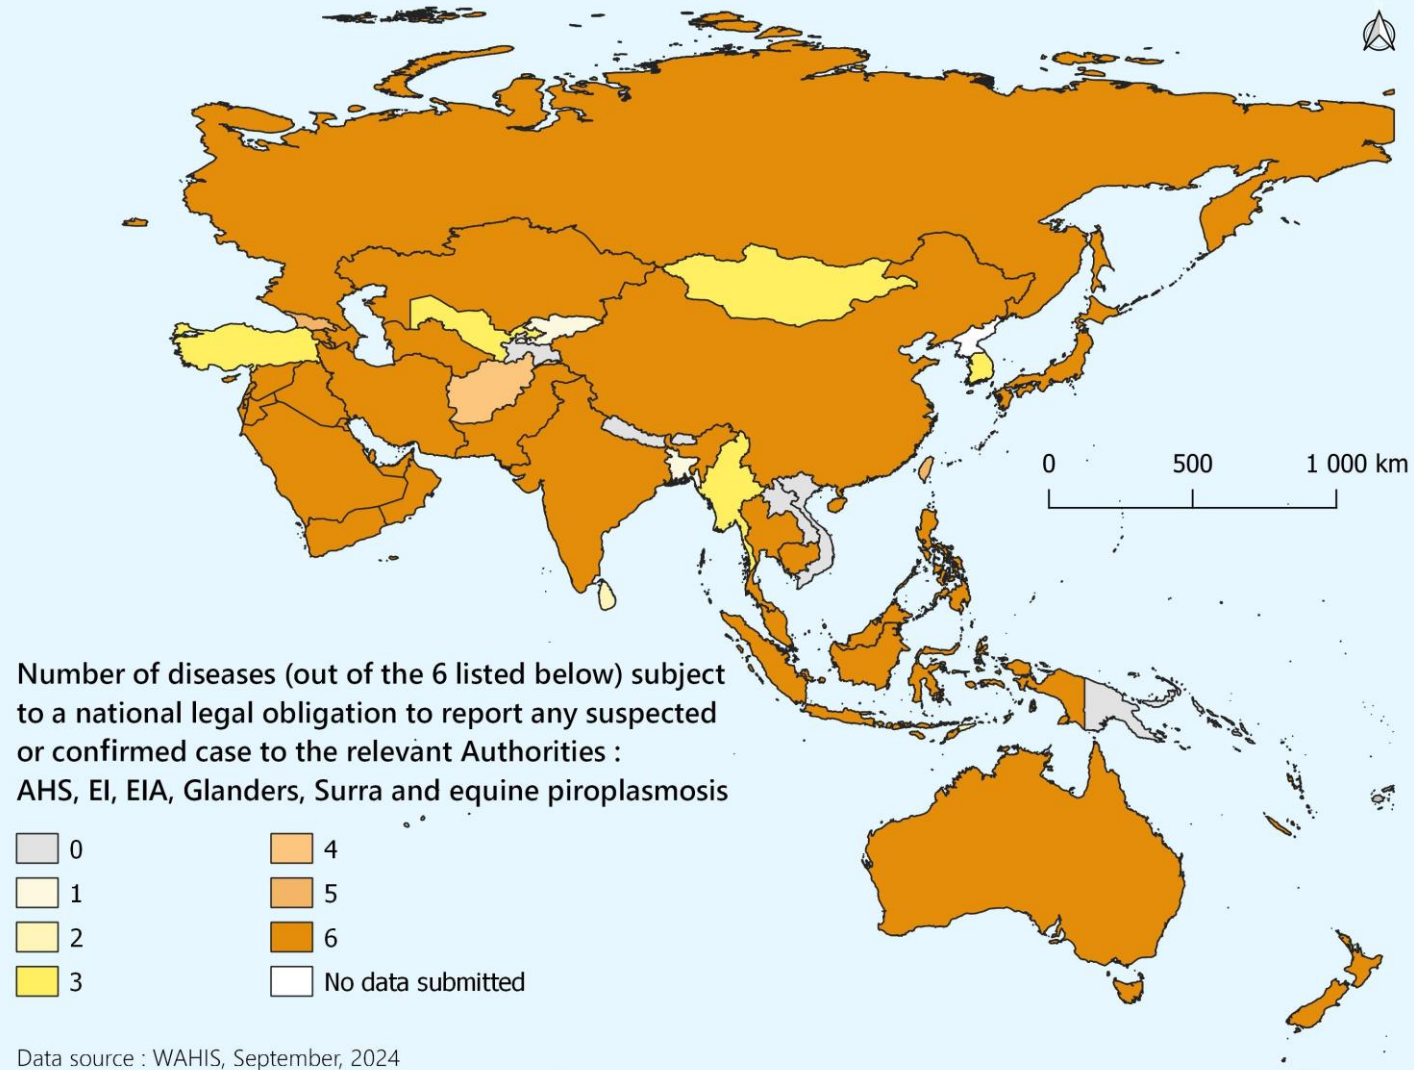 0 500 1 000 km
Number of diseases (out of the 6 listed below) subject
to a national legal obligation to report any suspected
or confirmed case to the relevant Authorities :
AHS, EI, EIA, Glanders, Surra and equine piroplasmosis
0
1
2
3
4
5
6
No data submitted
Data source : WAHIS, September, 2024